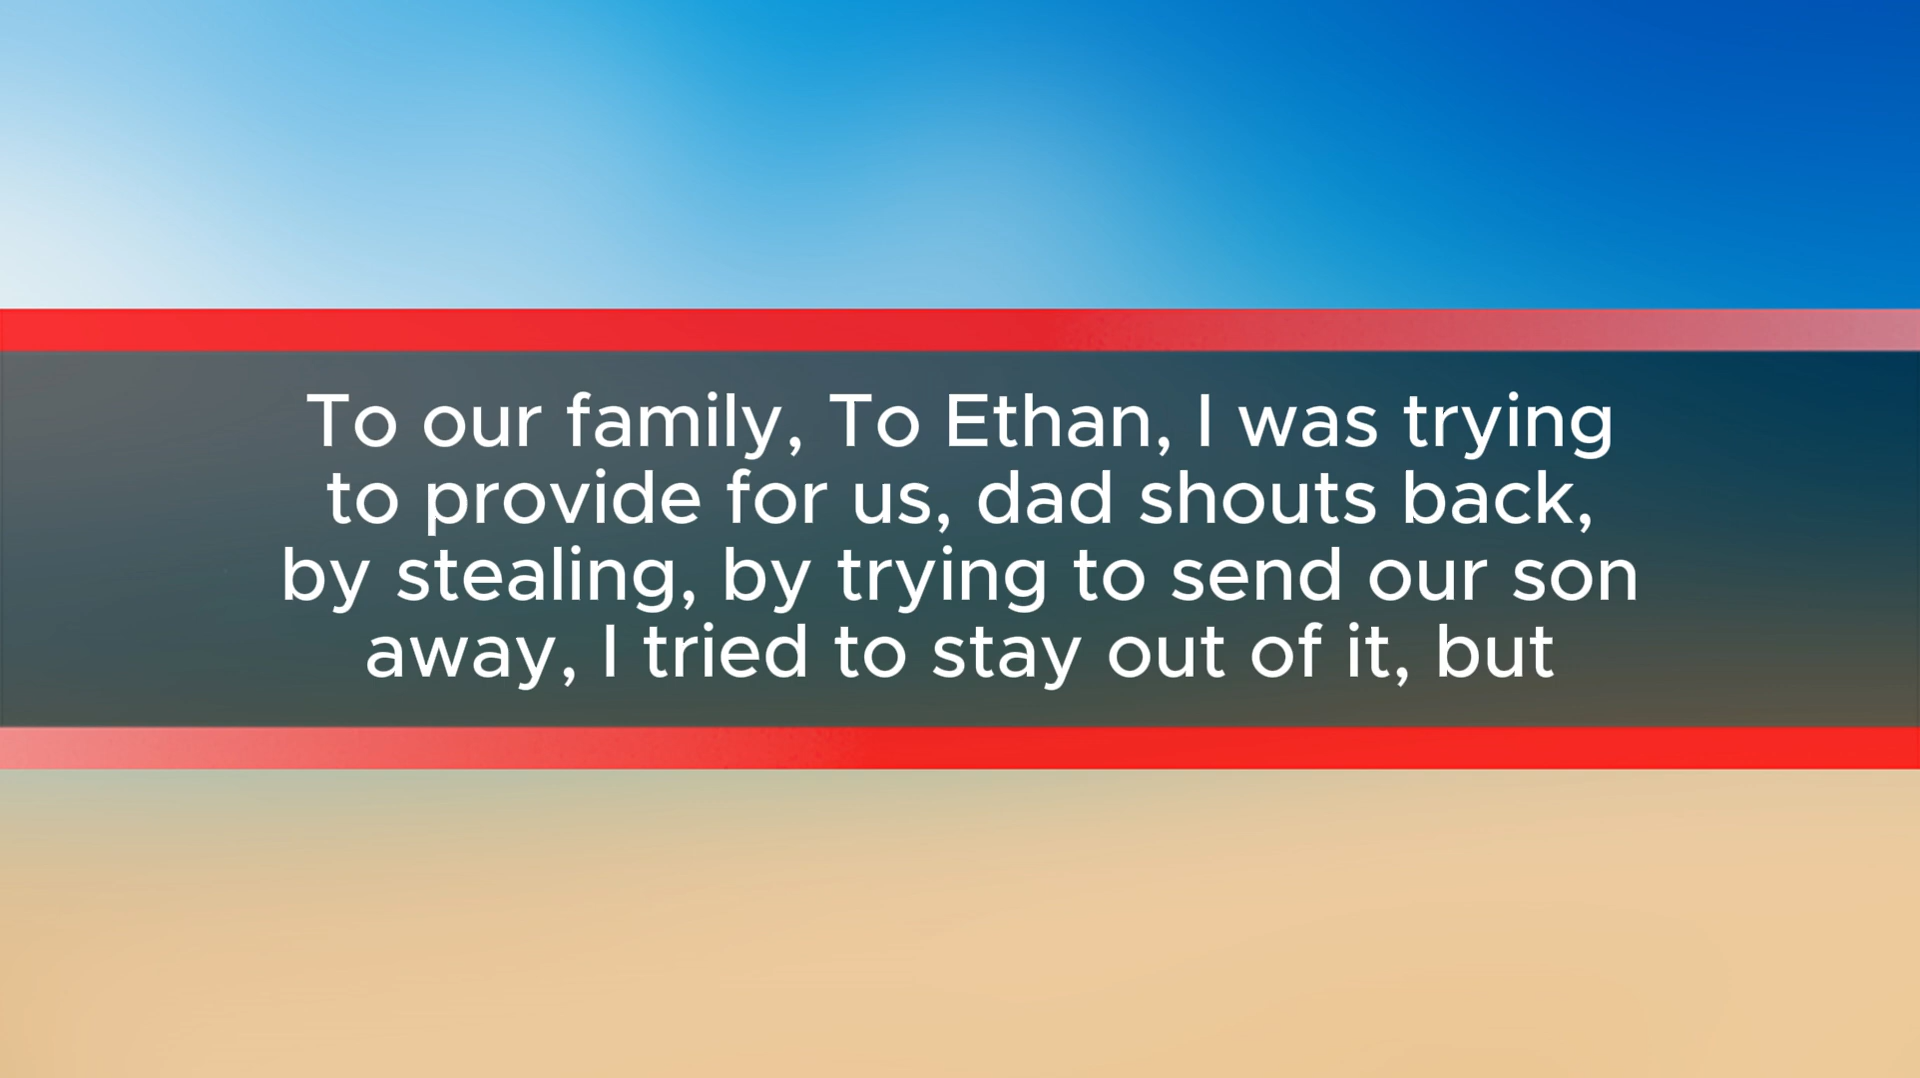 To our family, To Ethan, I was trying
to provide for us, dad shouts back,
by stealing, by trying to send our son
away, I tried to stay out of it, but